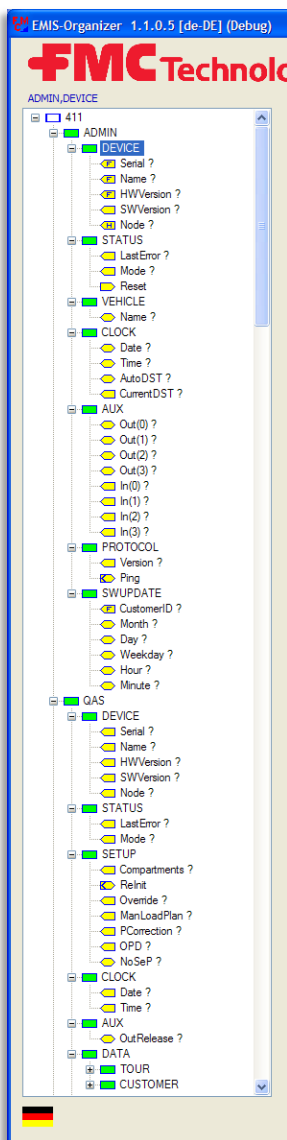 EMIS-Organizer 1.1.0.5 [de-DE] (Debug)
FMC Technolo
ADMIN,DEVICE
411
ADMIN
DEVICE
F Serial ?
F Name ?
F HWVersion ?
SWVersion ?
H Node ?
STATUS
LastError ?
Mode ?
Reset
VEHICLE
Name ?
CLOCK
Date ?
Time ?
AutoDST ?
CurrentDST ?
AUX
Out(0) ?
Out(1) ?
Out(2) ?
Out(3) ?
In(0) ?
In(1) ?
In(2) ?
In(3) ?
PROTOCOL
Version ?
Ping
SWUPDATE
F CustomerID ?
Month ?
Day ?
Weekday ?
Hour ?
Minute ?
QAS
DEVICE
Serial ?
Name ?
HWVersion ?
SWVersion ?
Node ?
STATUS
LastError ?
Mode ?
SETUP
Compartments ?
ReInit
Override ?
ManLoadPlan ?
PCorrection ?
OPD ?
NoSeP ?
CLOCK
Date ?
Time ?
AUX
OutRelease ?
DATA
TOUR
CUSTOMER